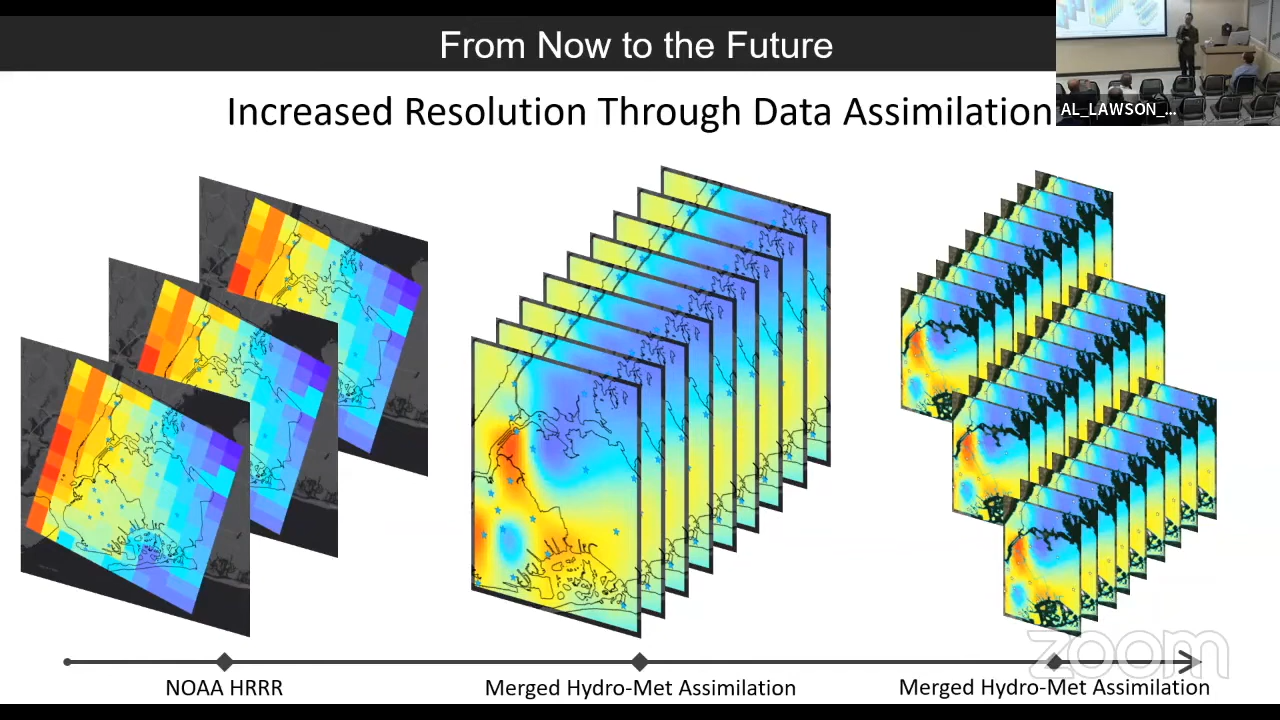 From Now to the Future
Increased Resolution Through Data Assimilation
AL_LAWSON_...
NOAA HRRR
Merged Hydro-Met Assimilation
Merged Hydro-Met Assimilation
zoom